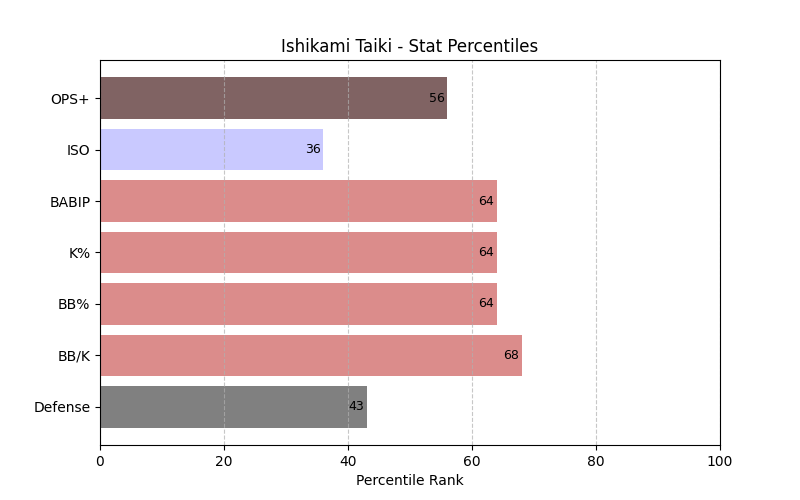 Ishikami Taiki - Stat Percentiles
OPS+ 56
ISO 36
BABIP 64
K% 64
BB% 64
BB/K 68
Defense 43
0 20 40 60 80 100
Percentile Rank